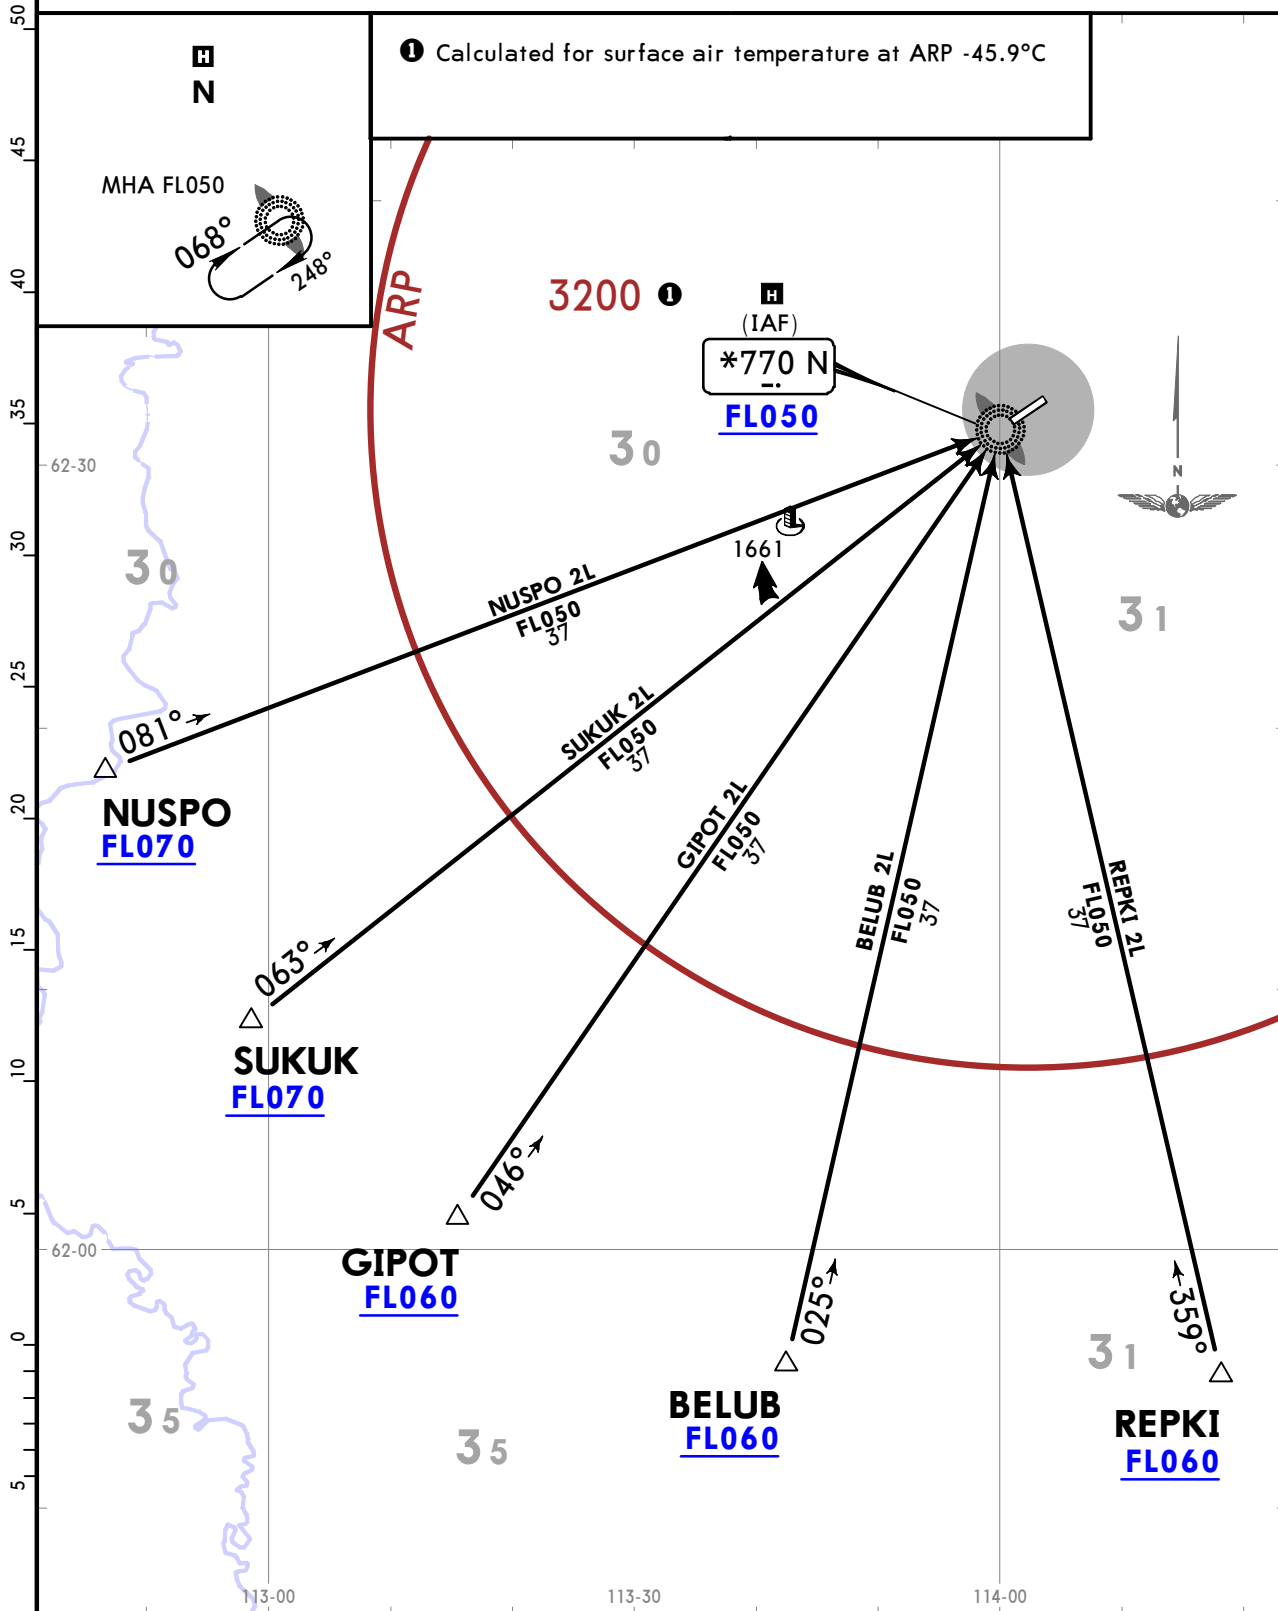 50
45
40
35
30
25
20
15
10
5
0
5
H
N
MHA FL050
068°
248°
❶ Calculated for surface air temperature at ARP -45.9°C
ARP
3200 ❶
H
(IAF)
*770 N
FL050
N
62-30
30
30
31
1661
NUSPO 2L
FL050
37
081°
NUSPO
FL070
SUKUK 2L
FL050
37
063°
SUKUK
FL070
GIPOT 2L
FL050
37
046°
GIPOT
FL060
BELUB 2L
FL050
37
025°
BELUB
FL060
REPKI 2L
FL050
37
359°
REPKI
FL060
62-00
31
35
35
113-00
113-30
114-00